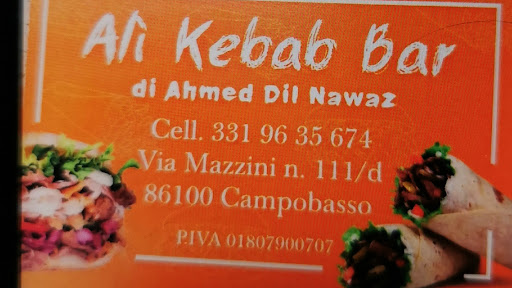 Alì Kebab Bar
di Ahmed Dil Nawaz
Cell. 331 96 35 674
Via Mazzini n. 111/d
86100 Campobasso
P.IVA 01807900707